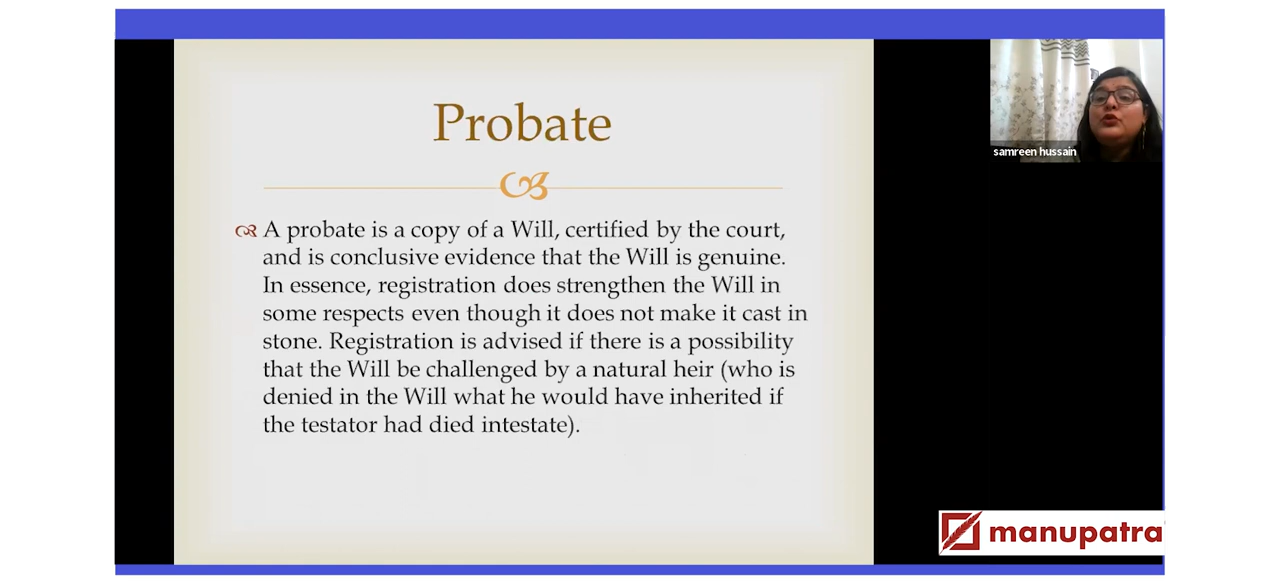 Probate
A probate is a copy of a Will, certified by the court,
and is conclusive evidence that the Will is genuine.
In essence, registration does strengthen the Will in
some respects even though it does not make it cast in
stone. Registration is advised if there is a possibility
that the Will be challenged by a natural heir (who is
denied in the Will what he would have inherited if
the testator had died intestate).
samreen hussain
manupatra